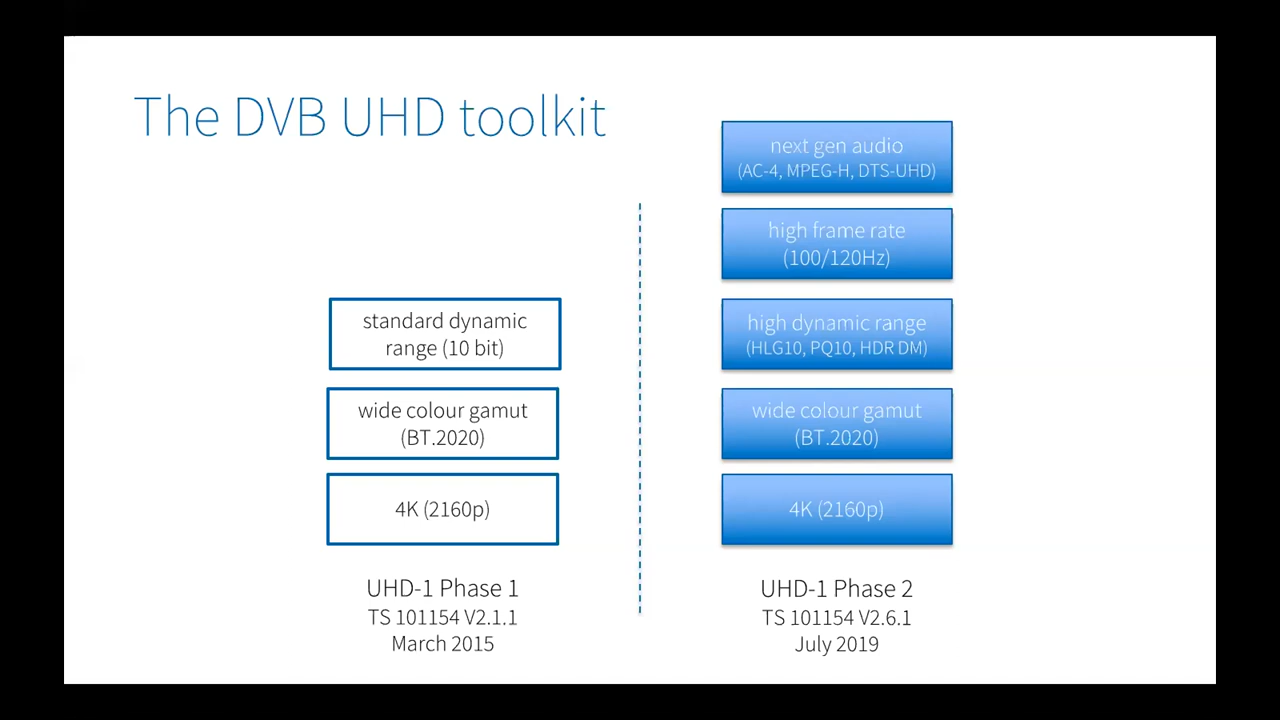 The DVB UHD toolkit
standard dynamic
range (10 bit)
wide colour gamut
(BT.2020)
4K (2160p)
UHD-1 Phase 1
TS 101154 V2.1.1
March 2015
next gen audio
(AC-4, MPEG-H, DTS-UHD)
high frame rate
(100/120Hz)
high dynamic range
(HLG10, PQ10, HDR DM)
wide colour gamut
(BT.2020)
4K (2160p)
UHD-1 Phase 2
TS 101154 V2.6.1
July 2019